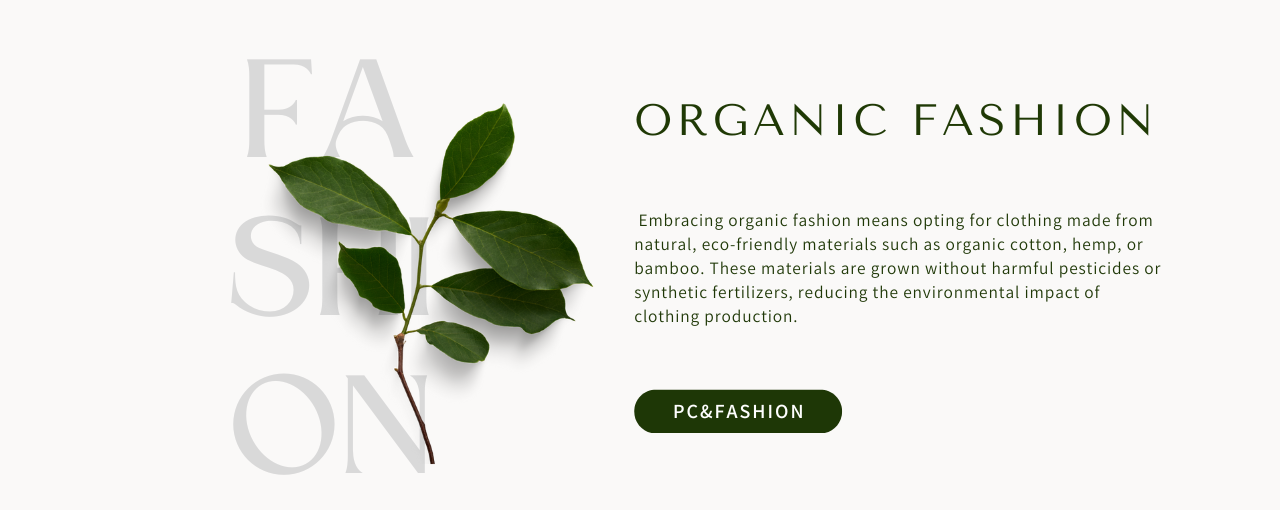 FA
SHI
ON
ORGANIC FASHION
Embracing organic fashion means opting for clothing made from
natural, eco-friendly materials such as organic cotton, hemp, or
bamboo. These materials are grown without harmful pesticides or
synthetic fertilizers, reducing the environmental impact of
clothing production.
PC&FASHION